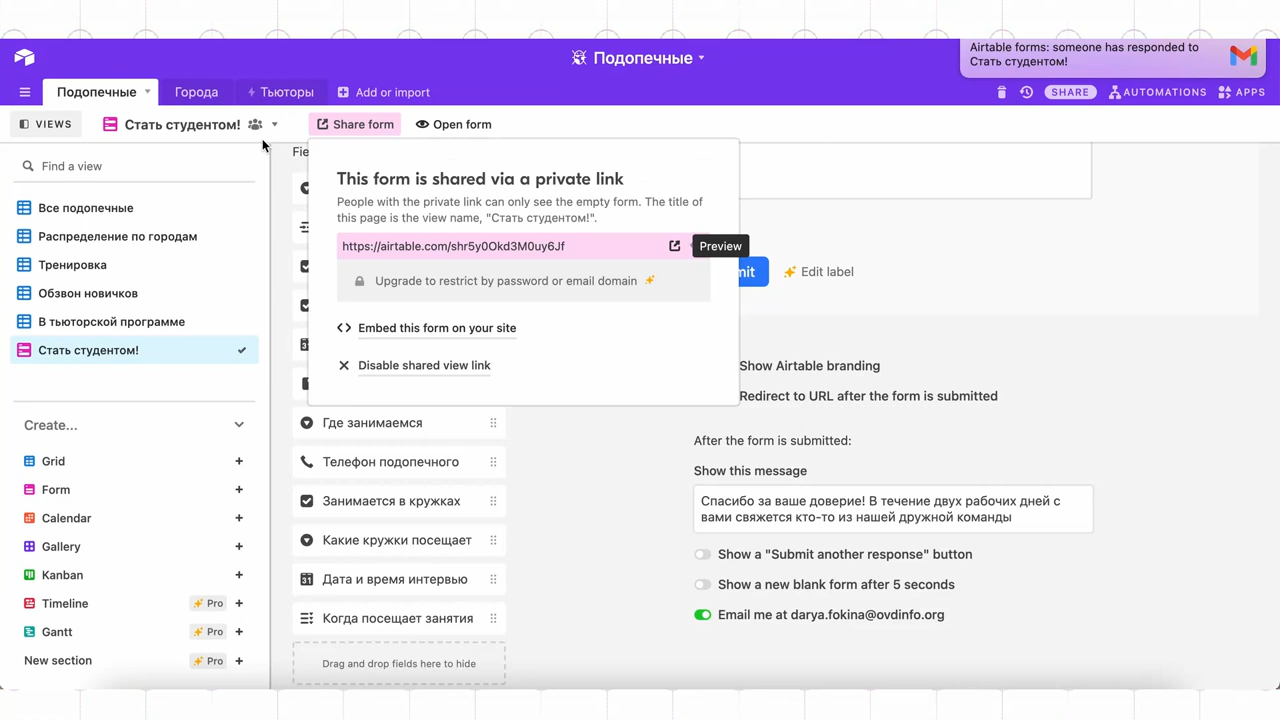 Подопечные
Airtable forms: someone has responded to
Стать студентом!
Подопечные
Города
Тьюторы
Add or import
SHARE
AUTOMATIONS
APPS
VIEWS
Стать студентом!
Share form
Open form
Find a view
Все подопечные
Распределение по городам
Тренировка
Обзвон новичков
В тьюторской программе
Стать студентом!
Create...
Grid
Form
Calendar
Gallery
Kanban
Timeline
Pro
Gantt
Pro
New section
Pro
Fie
This form is shared via a private link
People with the private link can only see the empty form. The title of
this page is the view name, "Стать студентом!".
https://airtable.com/shr5y0Okd3M0uy6Jf
Preview
Upgrade to restrict by password or email domain
Embed this form on your site
Disable shared view link
Где занимаемся
Телефон подопечного
Занимается в кружках
Какие кружки посещает
Дата и время интервью
Когда посещает занятия
Drag and drop fields here to hide
mit
Edit label
Show Airtable branding
Redirect to URL after the form is submitted
After the form is submitted:
Show this message
Спасибо за ваше доверие! В течение двух рабочих дней с
вами свяжется кто-то из нашей дружной команды
Show a "Submit another response" button
Show a new blank form after 5 seconds
Email me at darya.fokina@ovdinfo.org